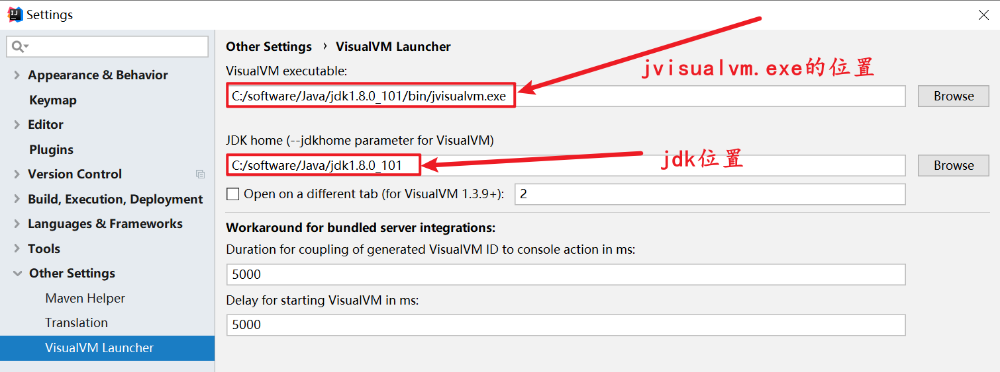 Settings
Appearance & Behavior
Keymap
Editor
Plugins
Version Control
Build, Execution, Deployment
Languages & Frameworks
Tools
Other Settings
Maven Helper
Translation
VisualVM Launcher
Other Settings › VisualVM Launcher
VisualVM executable:
jvisualvm.exe的位置
C:/software/Java/jdk1.8.0_101/bin/jvisualvm.exe Browse
JDK home (--jdkhome parameter for VisualVM)
C:/software/Java/jdk1.8.0_101 jdk位置 Browse
Open on a different tab (for VisualVM 1.3.9+): 2
Workaround for bundled server integrations:
Duration for coupling of generated VisualVM ID to console action in ms:
5000
Delay for starting VisualVM in ms:
5000